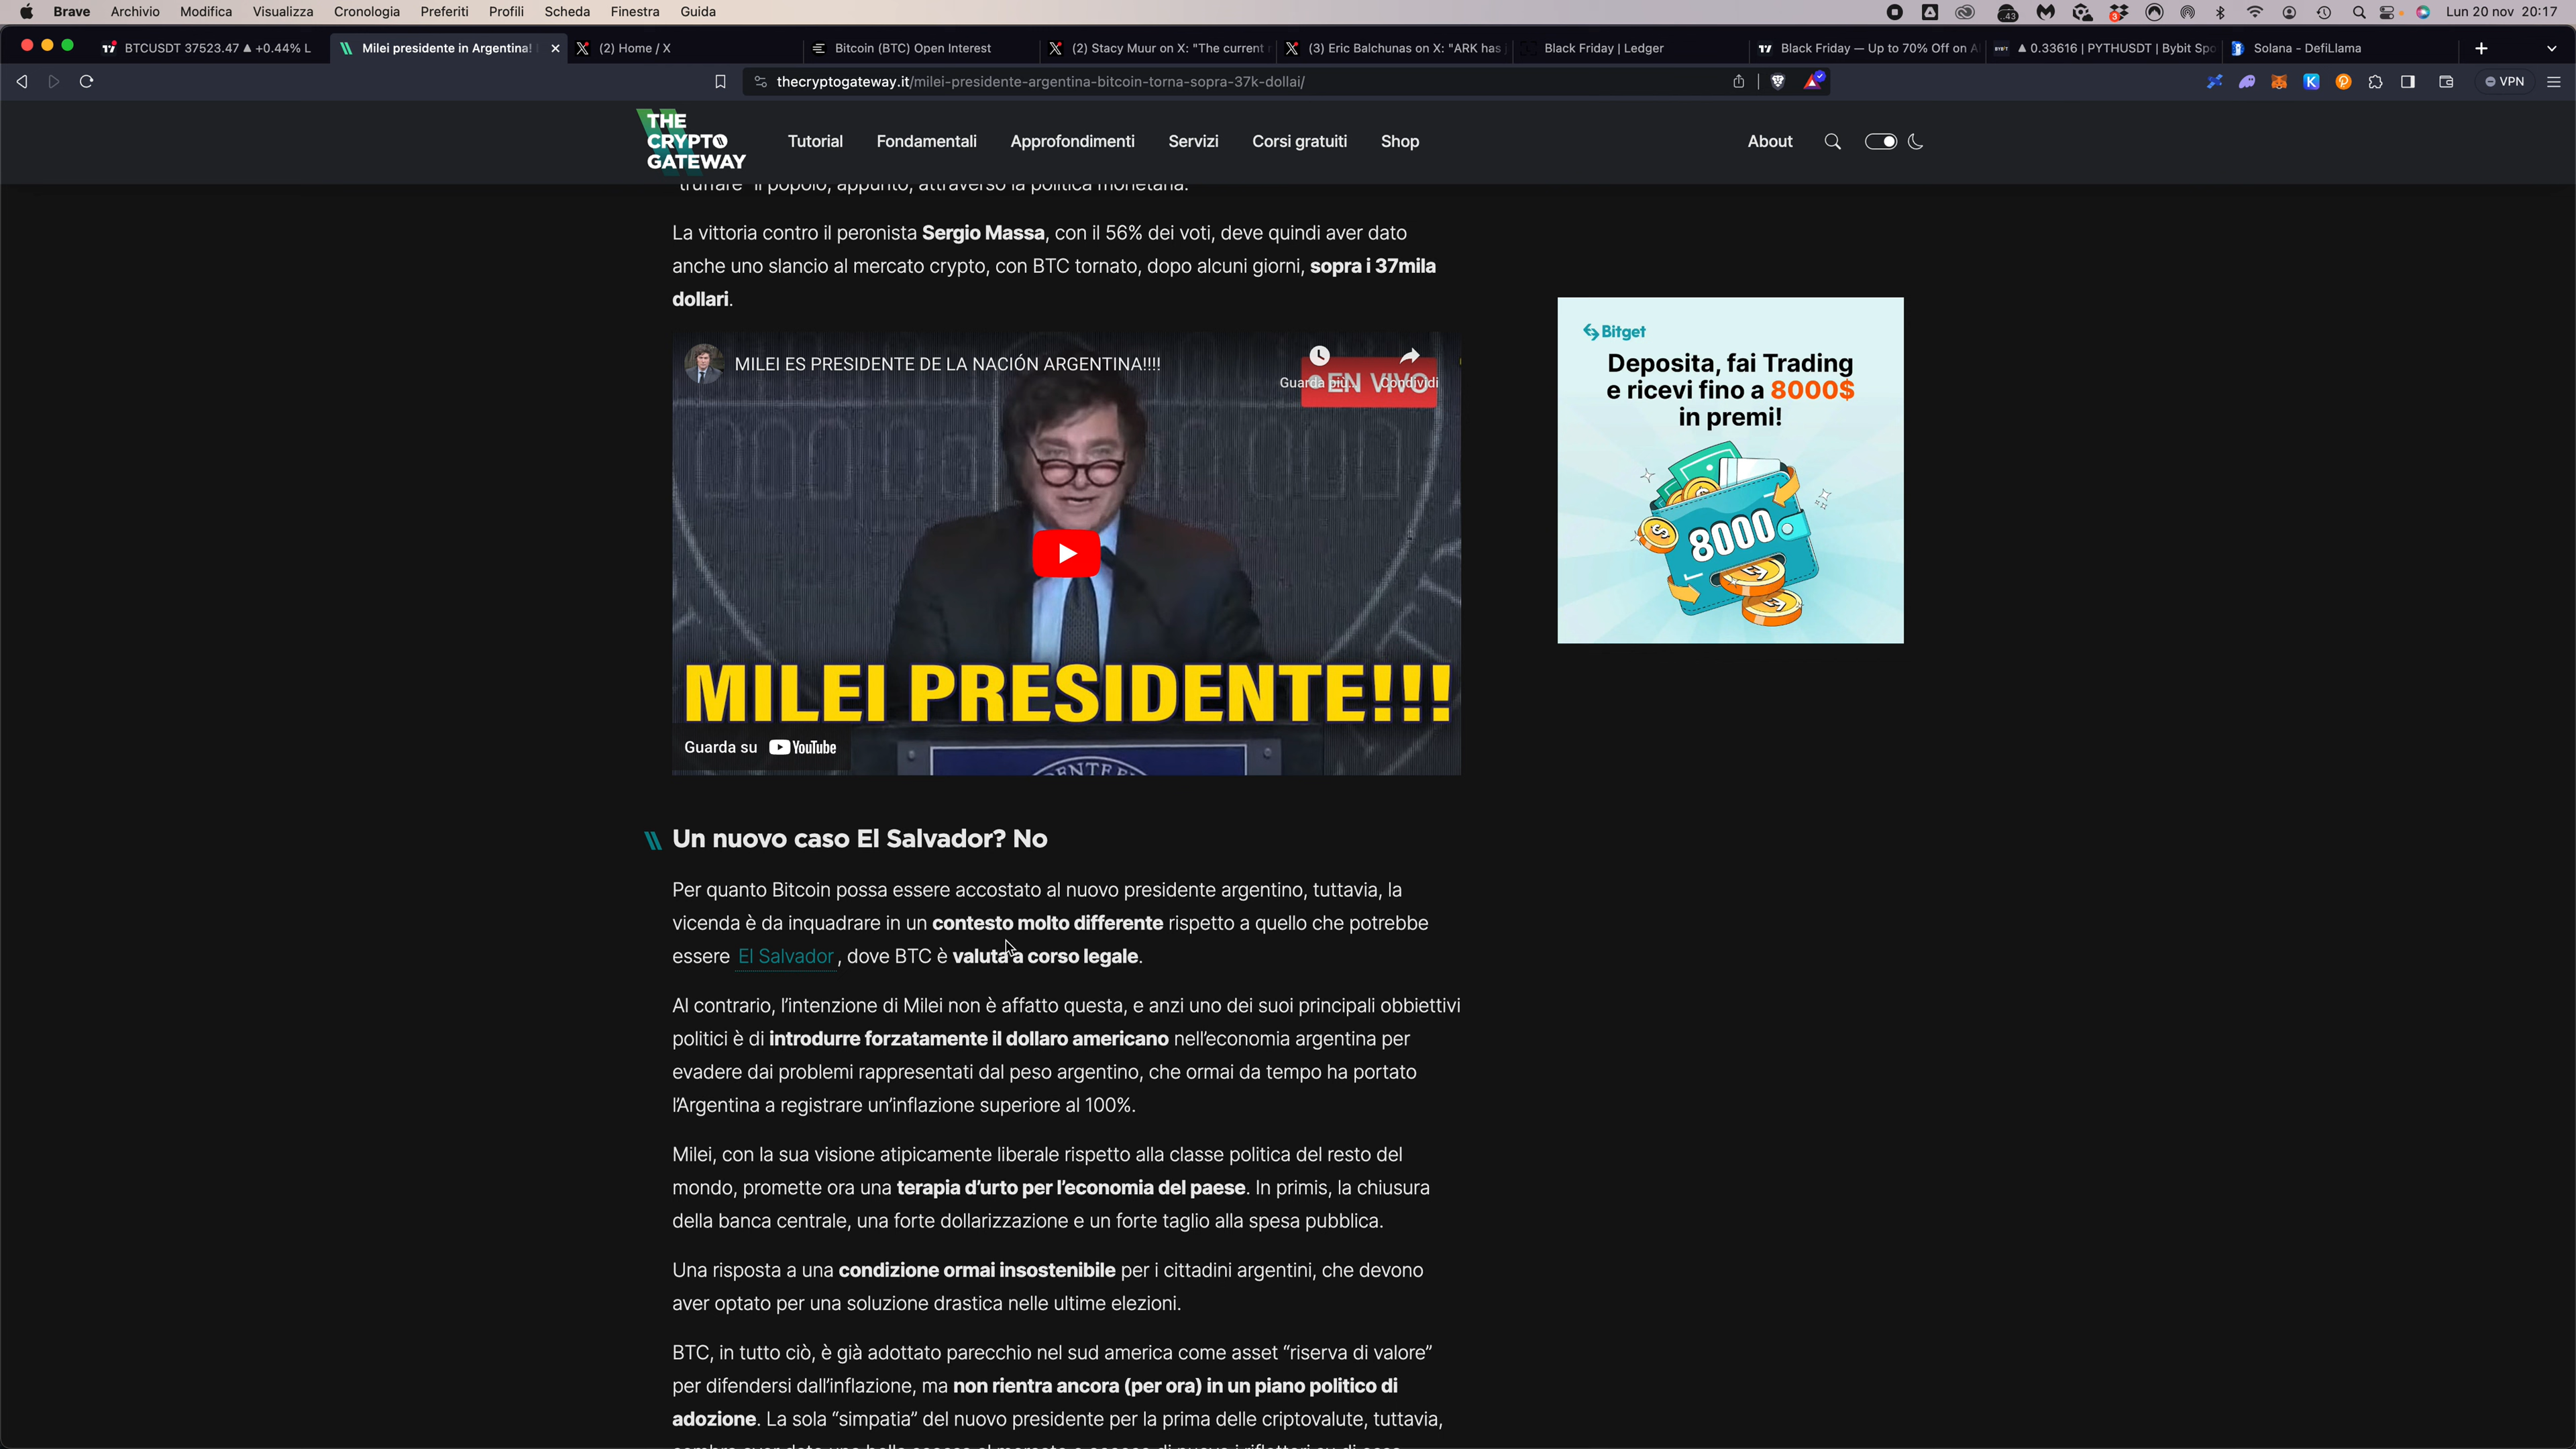 Brave Archivio Modifica Visualizza Cronologia Preferiti Profili Scheda Finestra Guida
Lun 20 nov 20:17
BTCUSDT 37523.47 ▲ +0.44% L
Milei presidente in Argentina!
(2) Home / X
Bitcoin (BTC) Open Interest
(2) Stacy Muur on X: "The current
(3) Eric Balchunas on X: "ARK has
Black Friday | Ledger
Black Friday — Up to 70% Off on A
▲ 0.33616 | PYTHUSDT | Bybit Spo
Solana - DefiLlama
thecryptogateway.it/milei-presidente-argentina-bitcoin-torna-sopra-37k-dollai/
VPN
THE
CRYPTO
GATEWAY
Tutorial Fondamentali Approfondimenti Servizi Corsi gratuiti Shop
About
"truffare" il popolo, appunto, attraverso la politica monetaria.
La vittoria contro il peronista Sergio Massa, con il 56% dei voti, deve quindi aver dato
anche uno slancio al mercato crypto, con BTC tornato, dopo alcuni giorni, sopra i 37mila
dollari.
MILEI ES PRESIDENTE DE LA NACIÓN ARGENTINA!!!!
Guarda più... Condividi
EN VIVO
MILEI PRESIDENTE!!!
Guarda su YouTube
Bitget
Deposita, fai Trading
e ricevi fino a 8000$
in premi!
8000
Un nuovo caso El Salvador? No
Per quanto Bitcoin possa essere accostato al nuovo presidente argentino, tuttavia, la
vicenda è da inquadrare in un contesto molto differente rispetto a quello che potrebbe
essere El Salvador, dove BTC è valuta a corso legale.
Al contrario, l'intenzione di Milei non è affatto questa, e anzi uno dei suoi principali obbiettivi
politici è di introdurre forzatamente il dollaro americano nell'economia argentina per
evadere dai problemi rappresentati dal peso argentino, che ormai da tempo ha portato
l'Argentina a registrare un'inflazione superiore al 100%.
Milei, con la sua visione atipicamente liberale rispetto alla classe politica del resto del
mondo, promette ora una terapia d'urto per l'economia del paese. In primis, la chiusura
della banca centrale, una forte dollarizzazione e un forte taglio alla spesa pubblica.
Una risposta a una condizione ormai insostenibile per i cittadini argentini, che devono
aver optato per una soluzione drastica nelle ultime elezioni.
BTC, in tutto ciò, è già adottato parecchio nel sud america come asset “riserva di valore”
per difendersi dall'inflazione, ma non rientra ancora (per ora) in un piano politico di
adozione. La sola “simpatia” del nuovo presidente per la prima delle criptovalute, tuttavia,